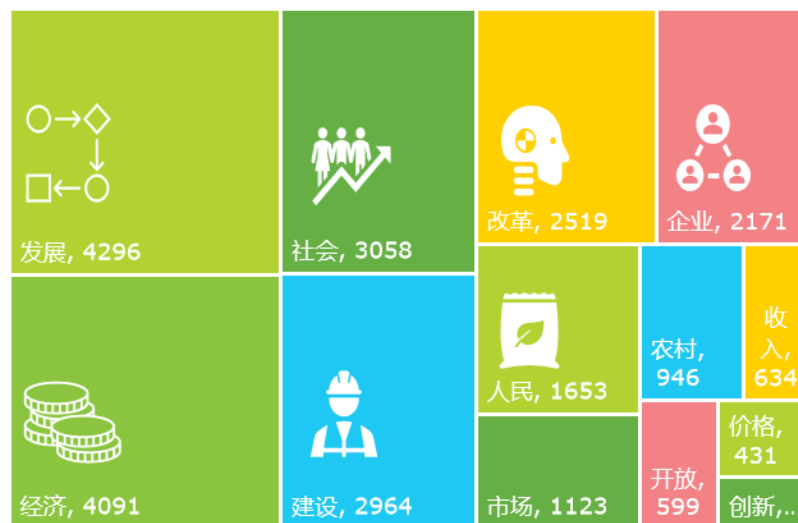 发展, 4296
社会, 3058
改革, 2519
企业, 2171
经济, 4091
建设, 2964
人民, 1653
市场, 1123
农村,
946
收
入,
634
开放,
599
价格,
431
创新,...